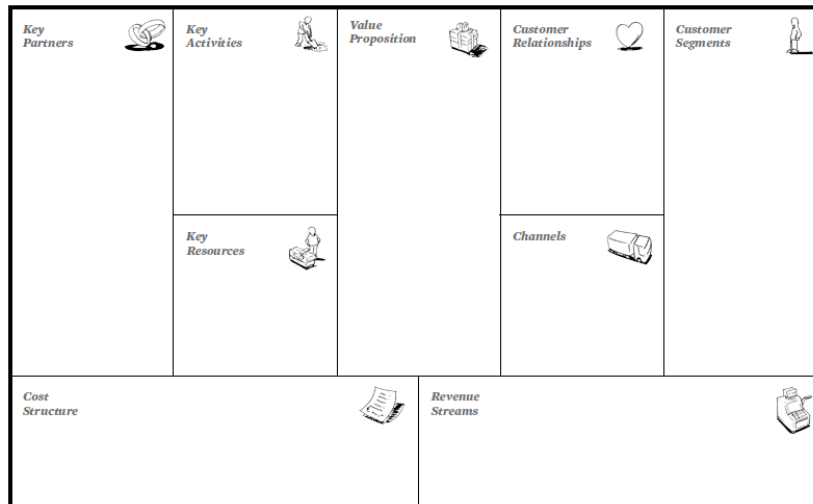 Key
Partners
Key
Activities
Value
Proposition
Customer
Relationships
Customer
Segments
Key
Resources
Channels
Cost
Structure
Revenue
Streams